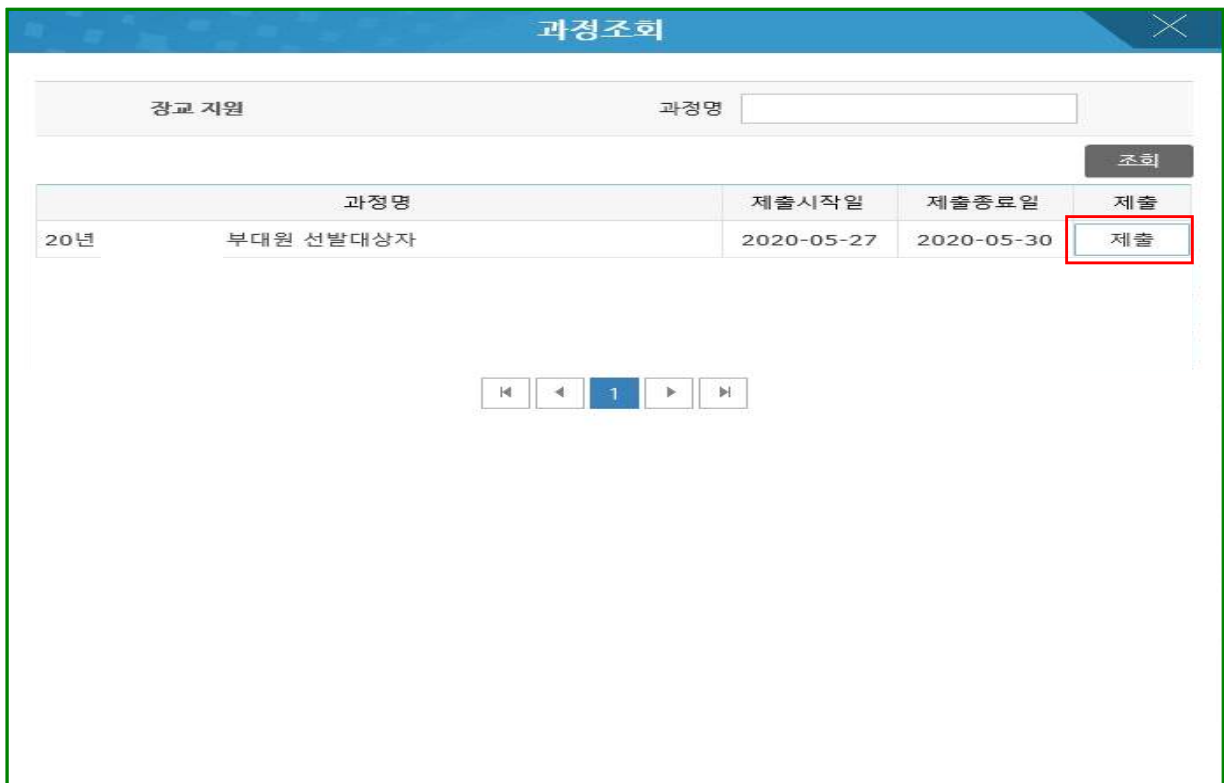 과정조회
장교 지원 과정명
조회
과정명 제출시작일 제출종료일 제출
20년 부대원 선발대상자 2020-05-27 2020-05-30 제출
1